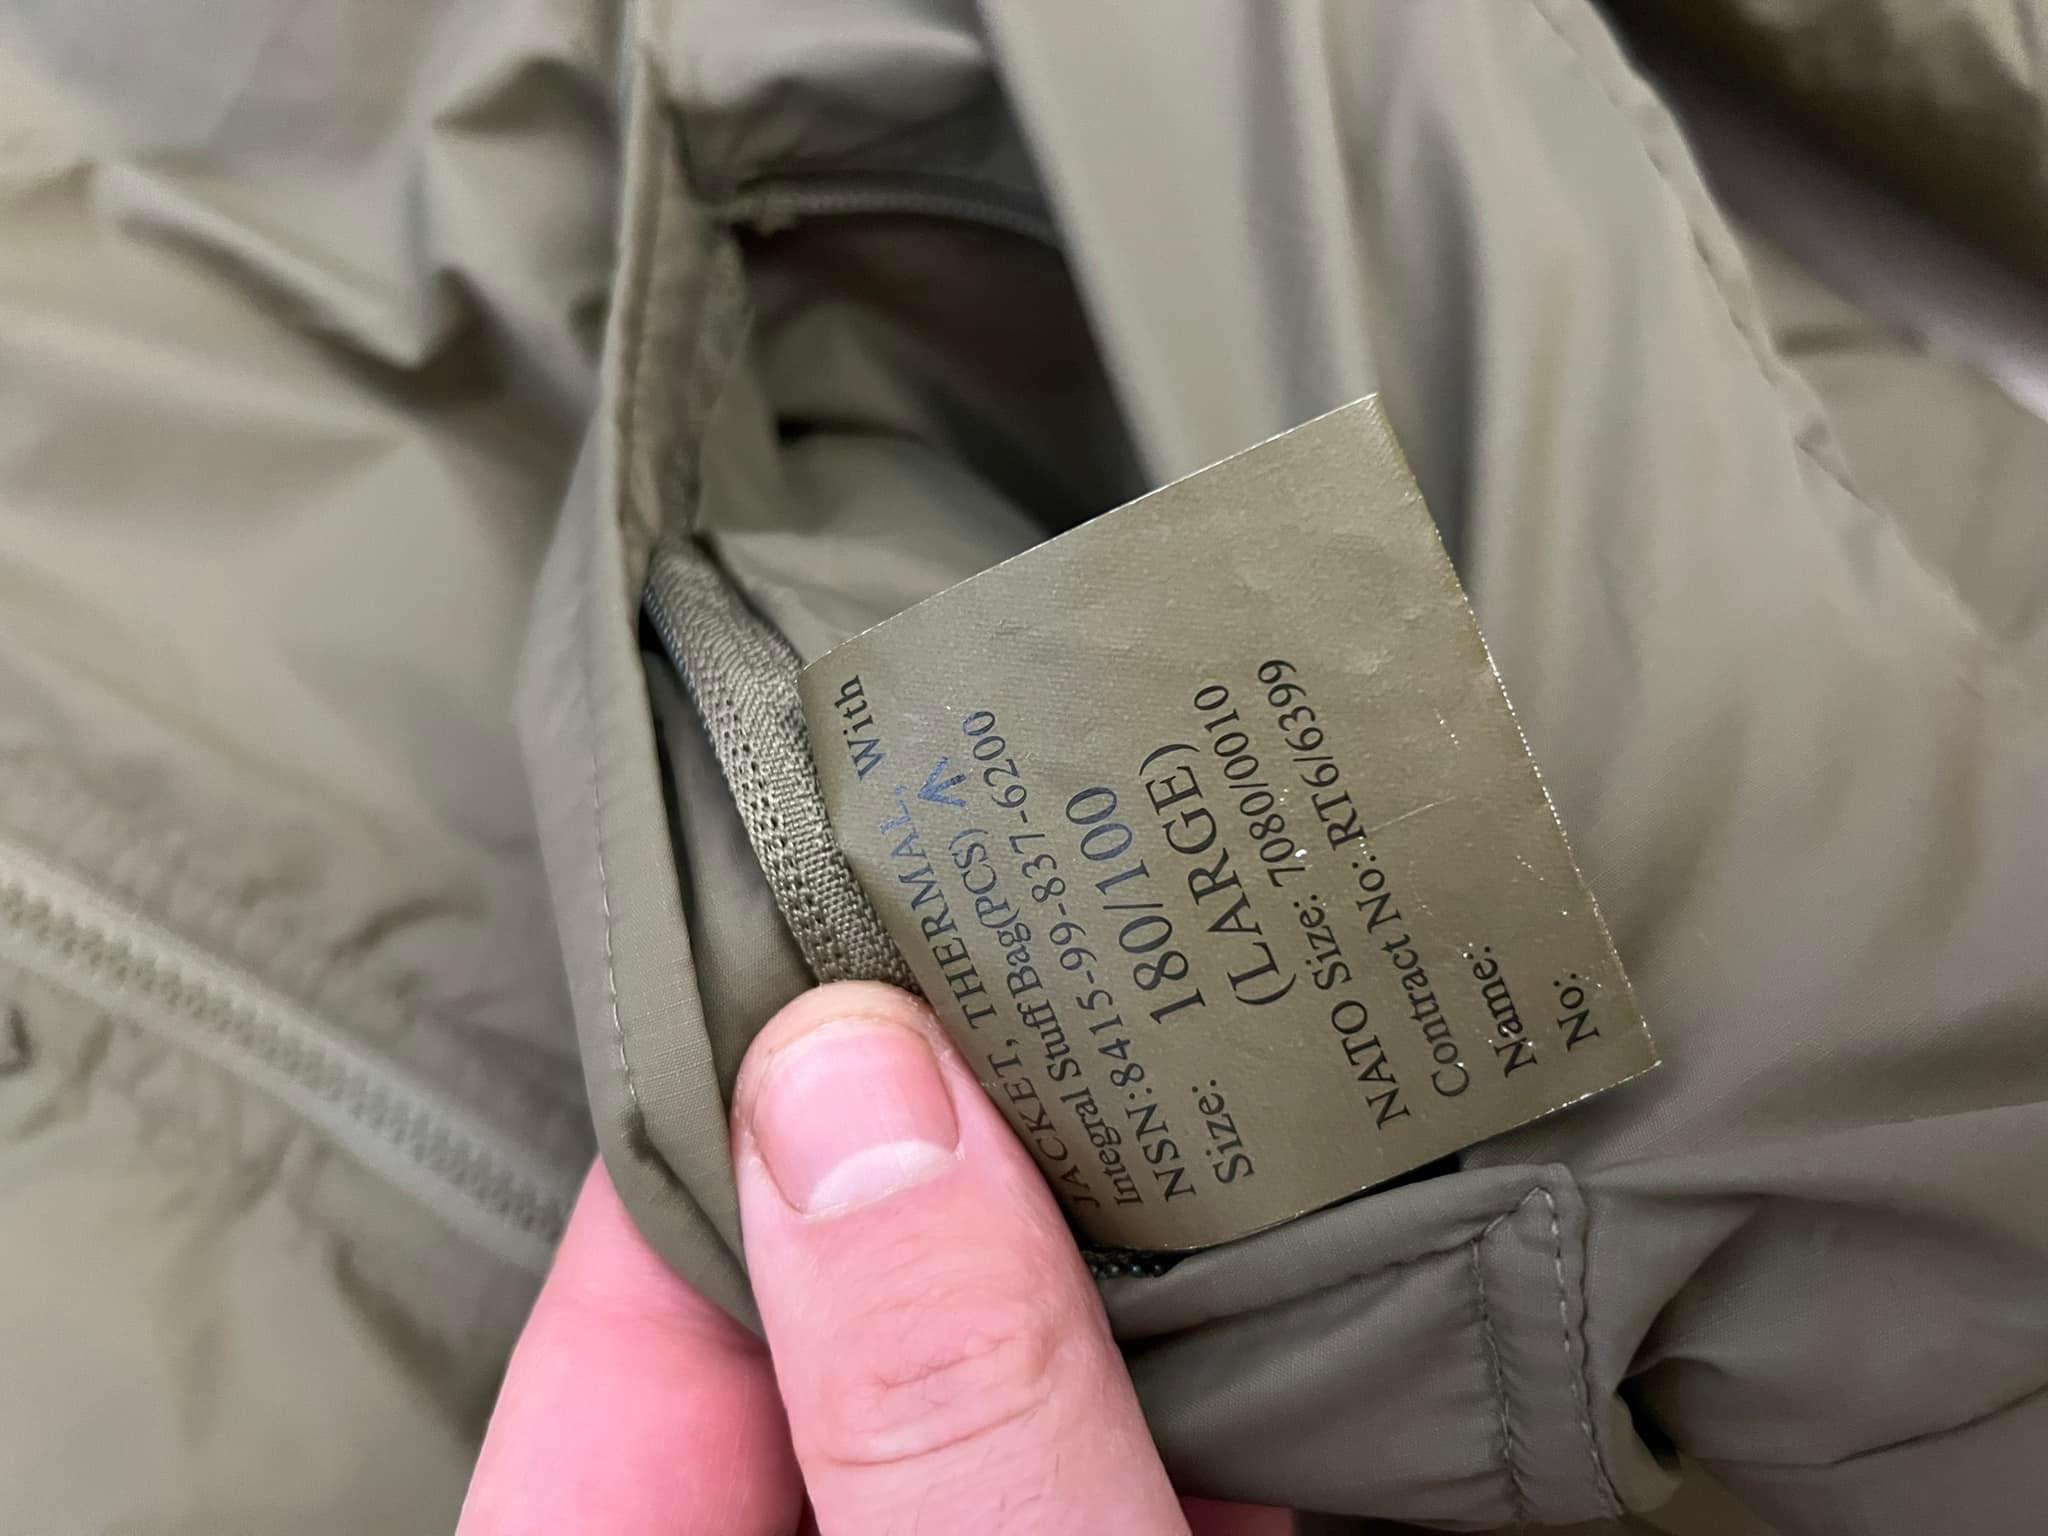 JACKET, THERMAL, With
Integral Stuff Bag(PCS)
NSN:8415-99-837-6200
Size: 180/100
(LARGE)
NATO Size: 7080/0010
Contract No: RT6/6399
Name:
No: